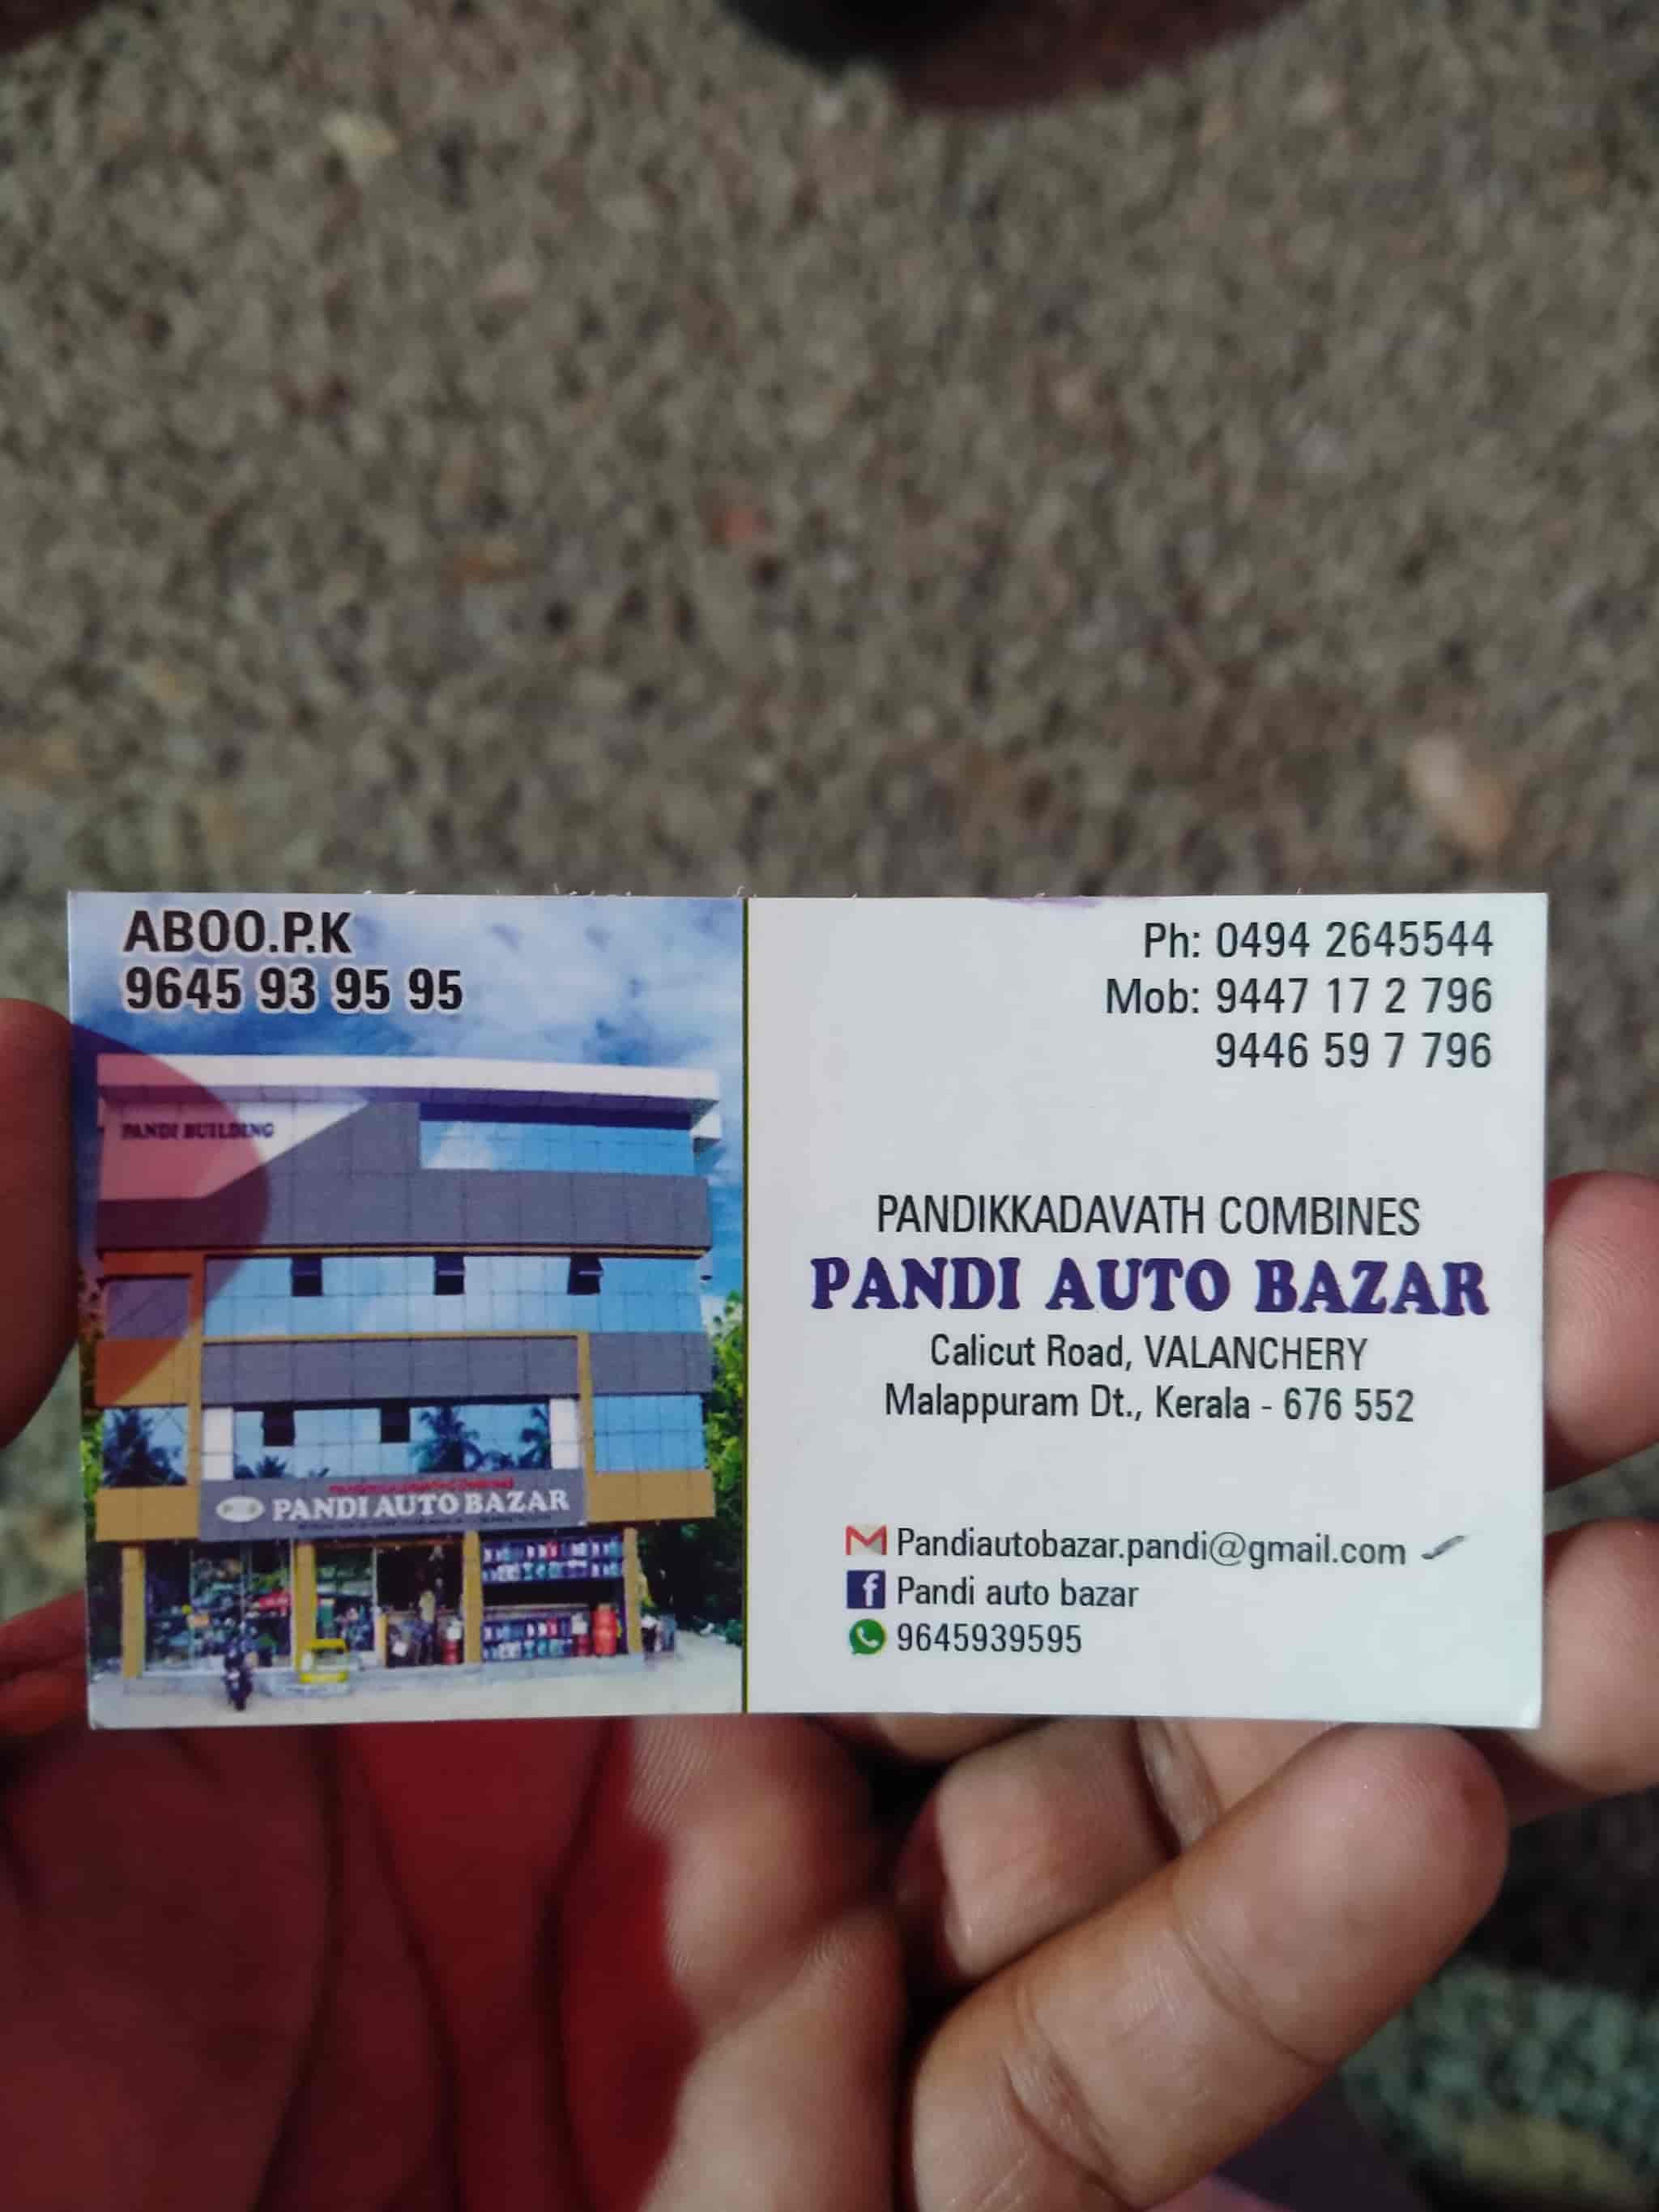 ABOO.P.K
9645 93 95 95
PANDI BUILDING
PANDI AUTO BAZAR
Ph: 0494 2645544
Mob: 9447 17 2 796
9446 59 7 796
PANDIKKADAVATH COMBINES
PANDI AUTO BAZAR
Calicut Road, VALANCHERY
Malappuram Dt., Kerala - 676 552
Pandiautobazar.pandi@gmail.com
Pandi auto bazar
9645939595